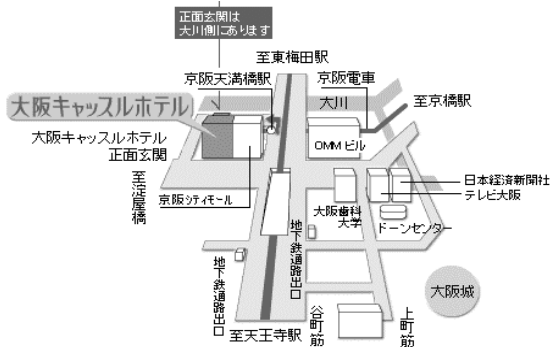 正面玄関は
大川側にあります
至東梅田駅
京阪天満橋駅
京阪電車
大阪キャッスルホテル
大川
至京橋駅
大阪キャッスルホテル
正面玄関
OMMビル
至淀屋橋
京阪シティモール
日本経済新聞社
テレビ大阪
大阪歯科
大学
ドーンセンター
地下鉄通路出口
地下鉄通路出口
大阪城
谷町筋
上町筋
至天王寺駅